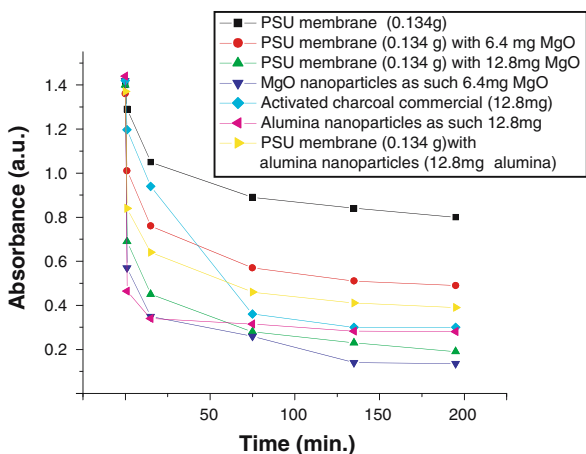 PSU membrane (0.134g)
PSU membrane (0.134 g) with 6.4 mg MgO
PSU membrane (0.134 g) with 12.8mg MgO
MgO nanoparticles as such 6.4mg MgO
Activated charcoal commercial (12.8mg)
Alumina nanoparticles as such 12.8mg
PSU membrane (0.134 g)with
alumina nanoparticles (12.8mg alumina)
Absorbance (a.u.)
1.4
1.2
1.0
0.8
0.6
0.4
0.2
50
100
150
200
Time (min.)